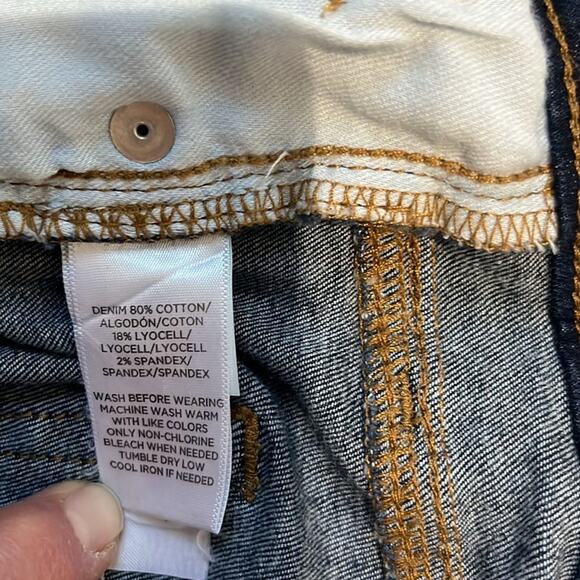 DENIM 80% COTTON/
ALGODÓN/COTON
18% LYOCELL/
LYOCELL/LYOCELL
2% SPANDEX/
SPANDEX/SPANDEX
WASH BEFORE WEARING
MACHINE WASH WARM
WITH LIKE COLORS
ONLY NON-CHLORINE
BLEACH WHEN NEEDED
TUMBLE DRY LOW
COOL IRON IF NEEDED